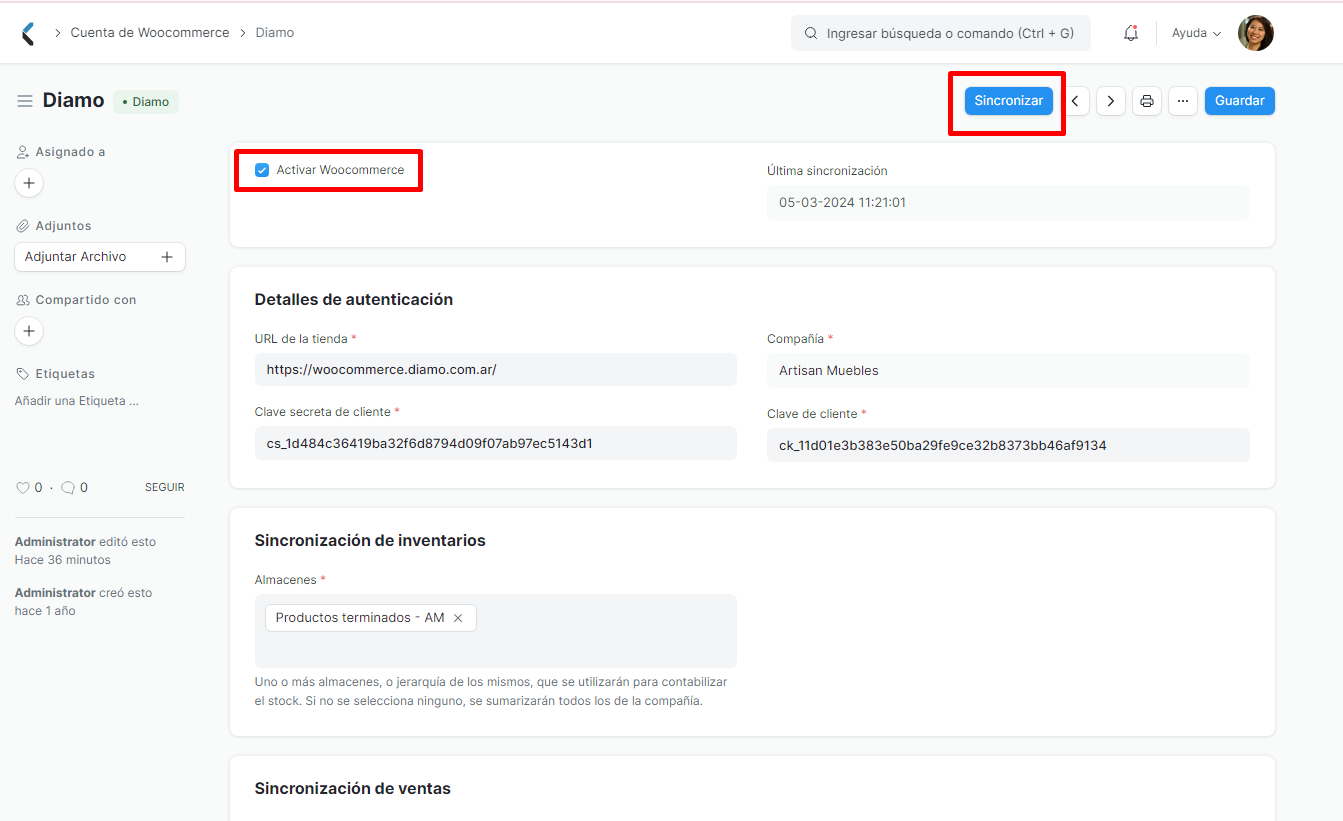 Cuenta de Woocommerce
Diamo
Ingresar búsqueda o comando (Ctrl + G)
Ayuda
Diamo
Diamo
Sincronizar
Guardar
Asignado a
Adjuntos
Adjuntar Archivo
Compartido con
Etiquetas
Añadir una Etiqueta ...
0 · 0 SEGUIR
Administrator editó esto
Hace 36 minutos
Administrator creó esto
hace 1 año
Activar Woocommerce
Última sincronización
05-03-2024 11:21:01
Detalles de autenticación
URL de la tienda *
https://woocommerce.diamo.com.ar/
Compañía *
Artisan Muebles
Clave secreta de cliente *
cs_1d484c36419ba32f6d8794d09f07ab97ec5143d1
Clave de cliente *
ck_11d01e3b383e50ba29fe9ce32b8373bb46af9134
Sincronización de inventarios
Almacenes *
Productos terminados - AM
Uno o más almacenes, o jerarquía de los mismos, que se utilizarán para contabilizar
el stock. Si no se selecciona ninguno, se sumarizarán todos los de la compañía.
Sincronización de ventas